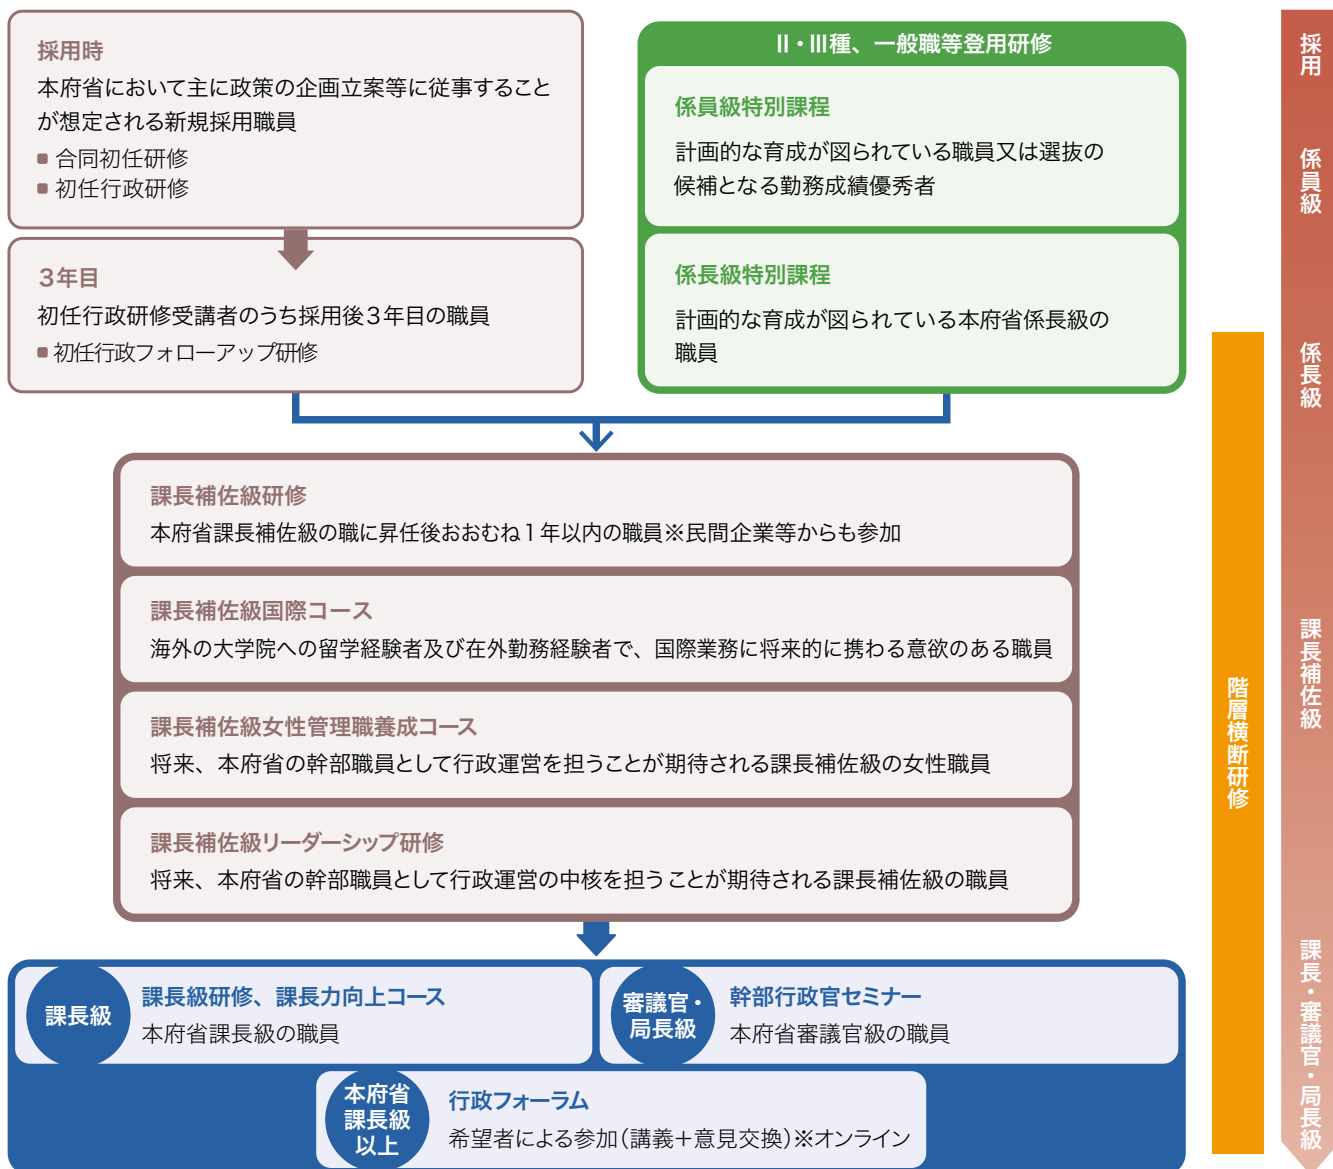 採用時
本府省において主に政策の企画立案等に従事すること
が想定される新規採用職員
■ 合同初任研修
■ 初任行政研修
3年目
初任行政研修受講者のうち採用後3年目の職員
■ 初任行政フォローアップ研修
Ⅱ・Ⅲ種、一般職等登用研修
係員級特別課程
計画的な育成が図られている職員又は選抜の
候補となる勤務成績優秀者
係長級特別課程
計画的な育成が図られている本府省係長級の
職員
課長補佐級研修
本府省課長補佐級の職に昇任後おおむね1年以内の職員※民間企業等からも参加
課長補佐級国際コース
海外の大学院への留学経験者及び在外勤務経験者で、国際業務に将来的に携わる意欲のある職員
課長補佐級女性管理職養成コース
将来、本府省の幹部職員として行政運営を担うことが期待される課長補佐級の女性職員
課長補佐級リーダーシップ研修
将来、本府省の幹部職員として行政運営の中核を担うことが期待される課長補佐級の職員
課長級
課長級研修、課長力向上コース
本府省課長級の職員
審議官・
局長級
幹部行政官セミナー
本府省審議官級の職員
本府省
課長級
以上
行政フォーラム
希望者による参加（講義＋意見交換）※オンライン
階層横断研修
採用
係員級
係長級
課長補佐級
課長・審議官・局長級